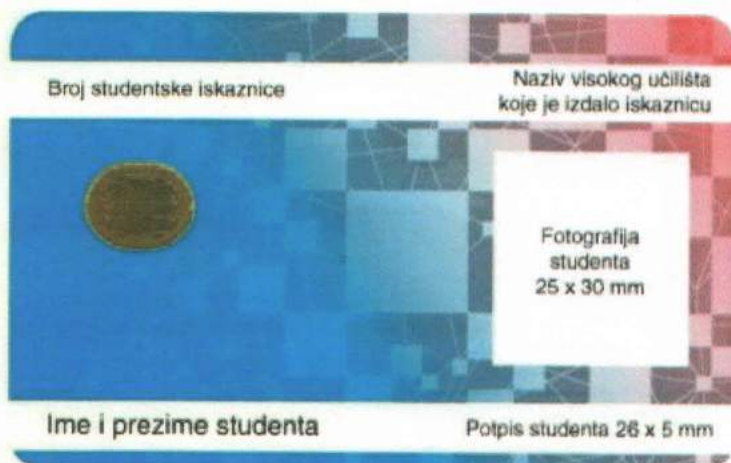 Broj studentske iskaznice
Naziv visokog učilišta
koje je izdalo iskaznicu
Fotografija
studenta
25 x 30 mm
Ime i prezime studenta
Potpis studenta 26 x 5 mm